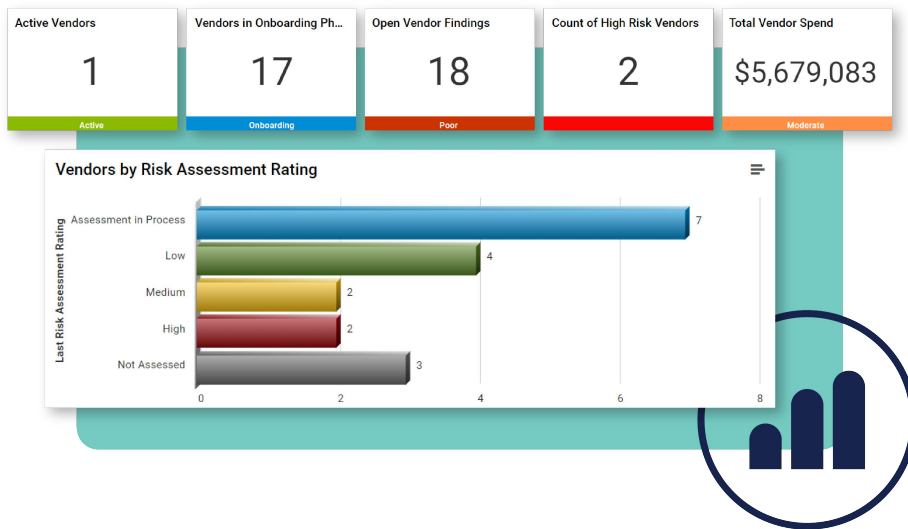 Active Vendors
1
Active
Vendors in Onboarding Ph...
17
Onboarding
Open Vendor Findings
18
Poor
Count of High Risk Vendors
2
Total Vendor Spend
$5,679,083
Moderate
Vendors by Risk Assessment Rating
Last Risk Assessment Rating
Assessment in Process
7
Low
4
Medium
2
High
2
Not Assessed
3
0
2
4
6
8